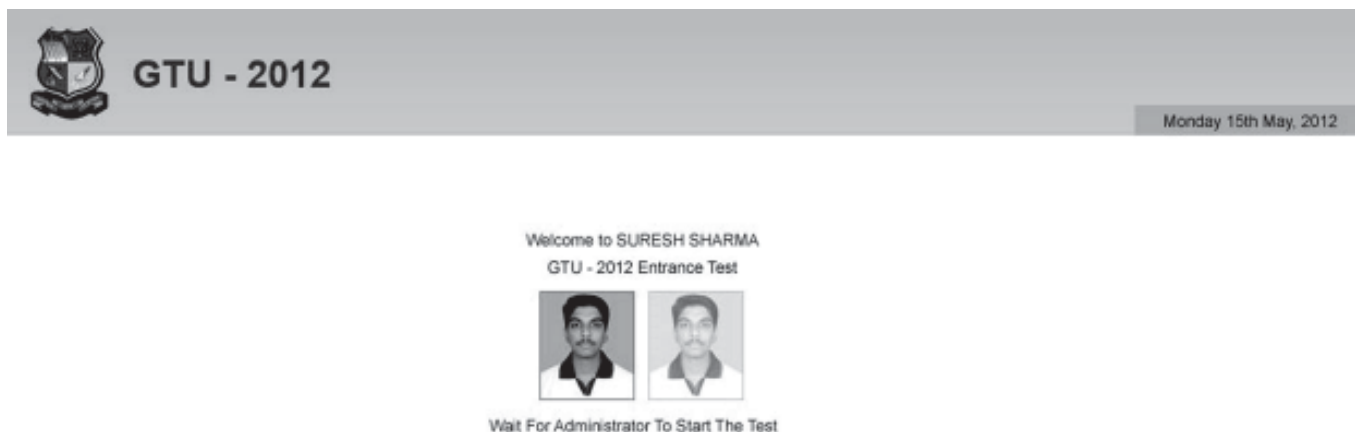 GTU - 2012
Monday 15th May, 2012
Welcome to SURESH SHARMA
GTU - 2012 Entrance Test
Wait For Administrator To Start The Test